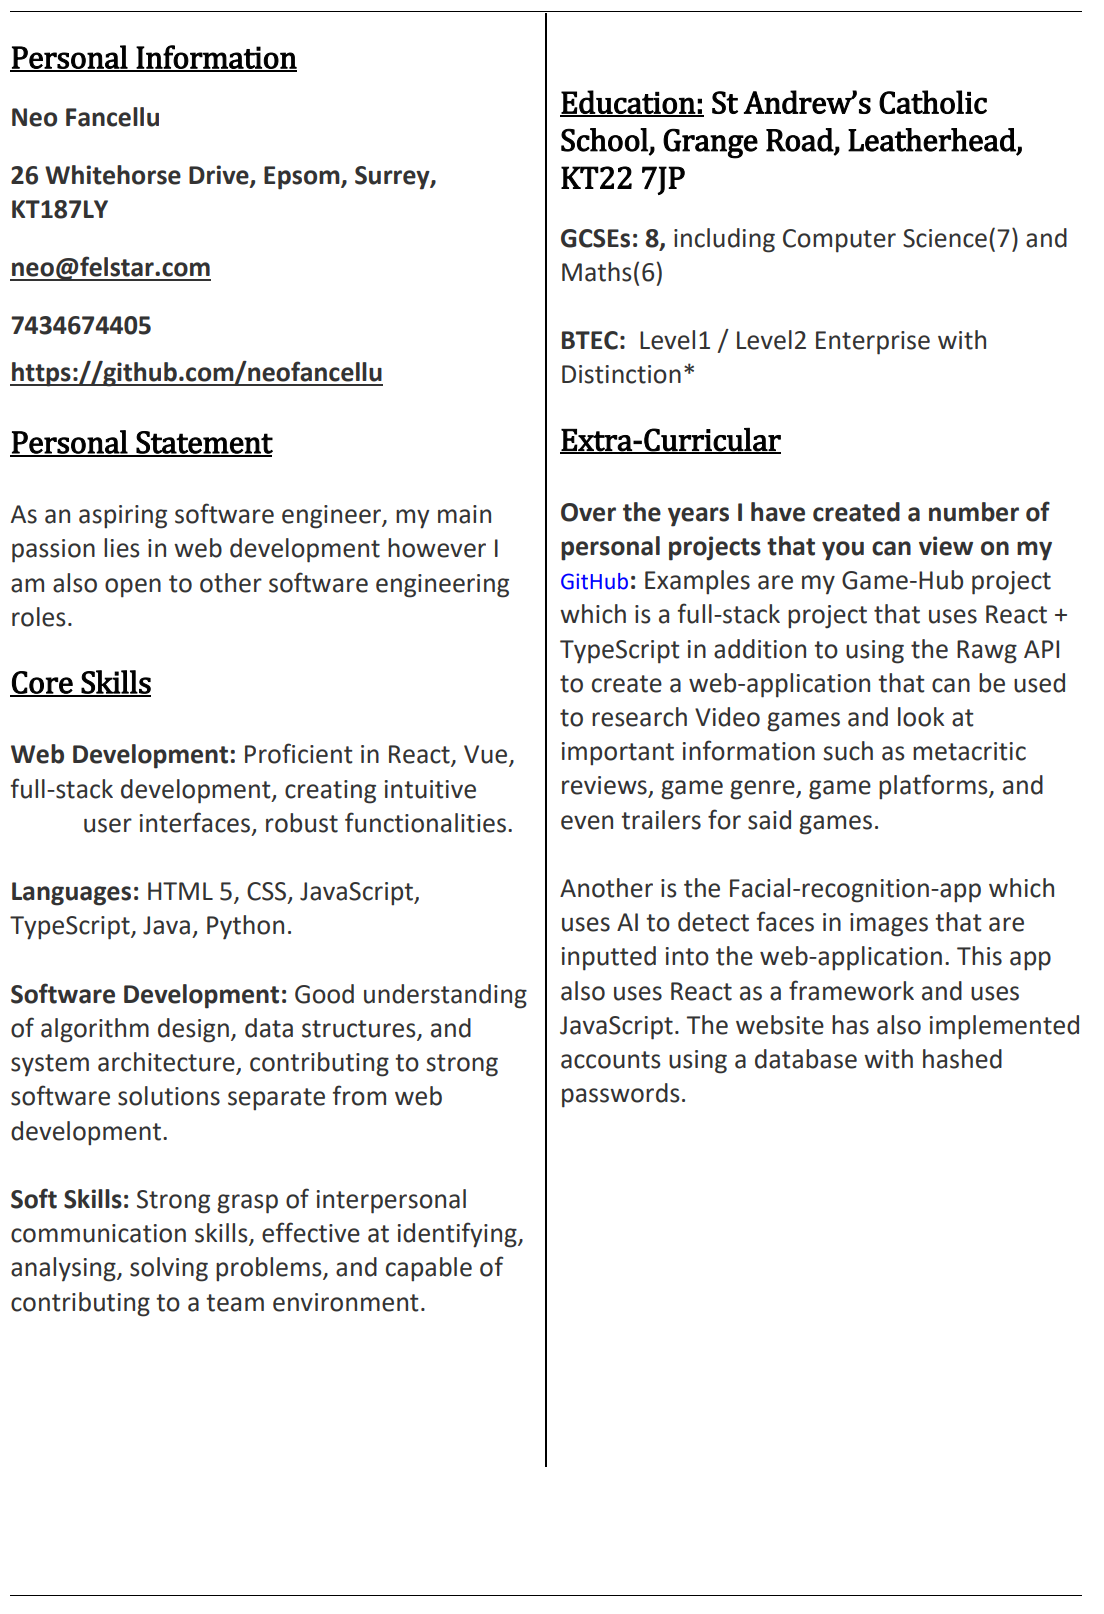 Personal Information
Neo Fancellu
26 Whitehorse Drive, Epsom, Surrey,
KT187LY
neo@felstar.com
7434674405
https://github.com/neofancellu
Personal Statement
As an aspiring software engineer, my main
passion lies in web development however I
am also open to other software engineering
roles.
Core Skills
Web Development: Proficient in React, Vue,
full-stack development, creating intuitive
user interfaces, robust functionalities.
Languages: HTML 5, CSS, JavaScript,
TypeScript, Java, Python.
Software Development: Good understanding
of algorithm design, data structures, and
system architecture, contributing to strong
software solutions separate from web
development.
Soft Skills: Strong grasp of interpersonal
communication skills, effective at identifying,
analysing, solving problems, and capable of
contributing to a team environment.
Education: St Andrew’s Catholic
School, Grange Road, Leatherhead,
KT22 7JP
GCSEs: 8, including Computer Science(7) and
Maths(6)
BTEC:  Level1 / Level2 Enterprise with
Distinction*
Extra-Curricular
Over the years I have created a number of
personal projects that you can view on my
GitHub: Examples are my Game-Hub project
which is a full-stack project that uses React +
TypeScript in addition to using the Rawg API
to create a web-application that can be used
to research Video games and look at
important information such as metacritic
reviews, game genre, game platforms, and
even trailers for said games.
Another is the Facial-recognition-app which
uses AI to detect faces in images that are
inputted into the web-application. This app
also uses React as a framework and uses
JavaScript. The website has also implemented
accounts using a database with hashed
passwords.